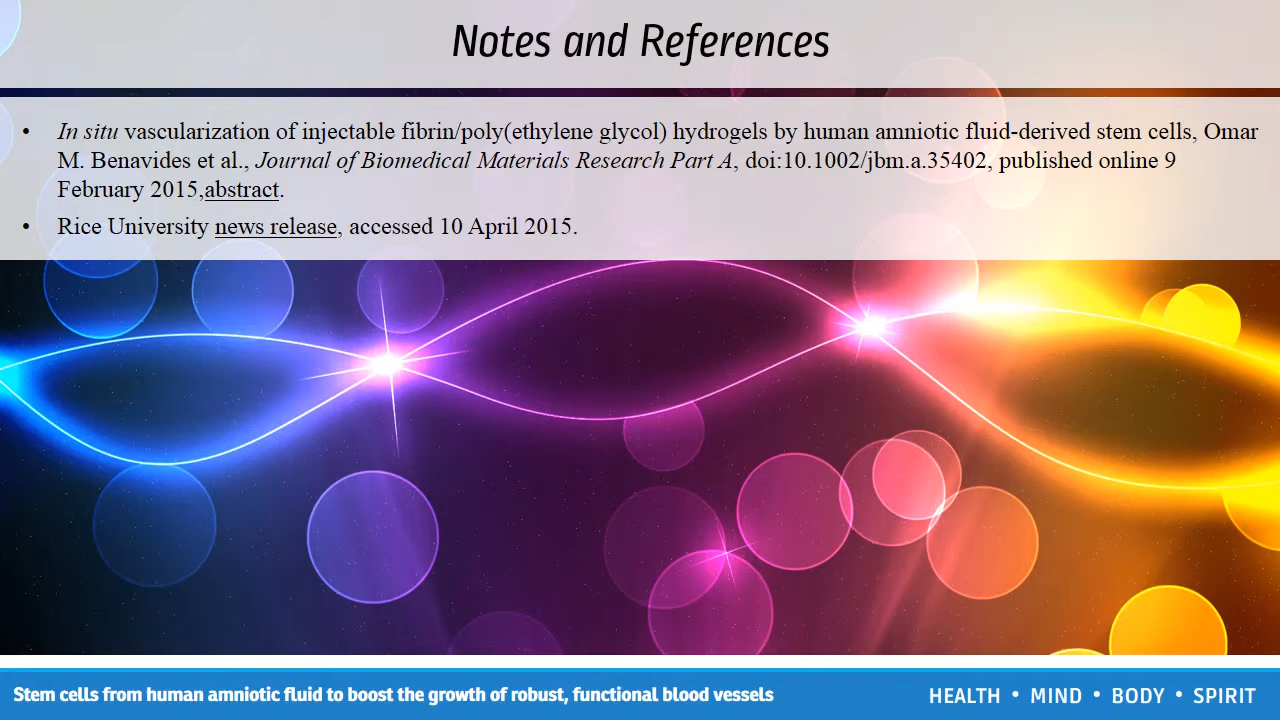 Notes and References
• In situ vascularization of injectable fibrin/poly(ethylene glycol) hydrogels by human amniotic fluid-derived stem cells, Omar
M. Benavides et al., Journal of Biomedical Materials Research Part A, doi:10.1002/jbm.a.35402, published online 9
February 2015,abstract.
• Rice University news release, accessed 10 April 2015.
Stem cells from human amniotic fluid to boost the growth of robust, functional blood vessels
HEALTH • MIND • BODY • SPIRIT